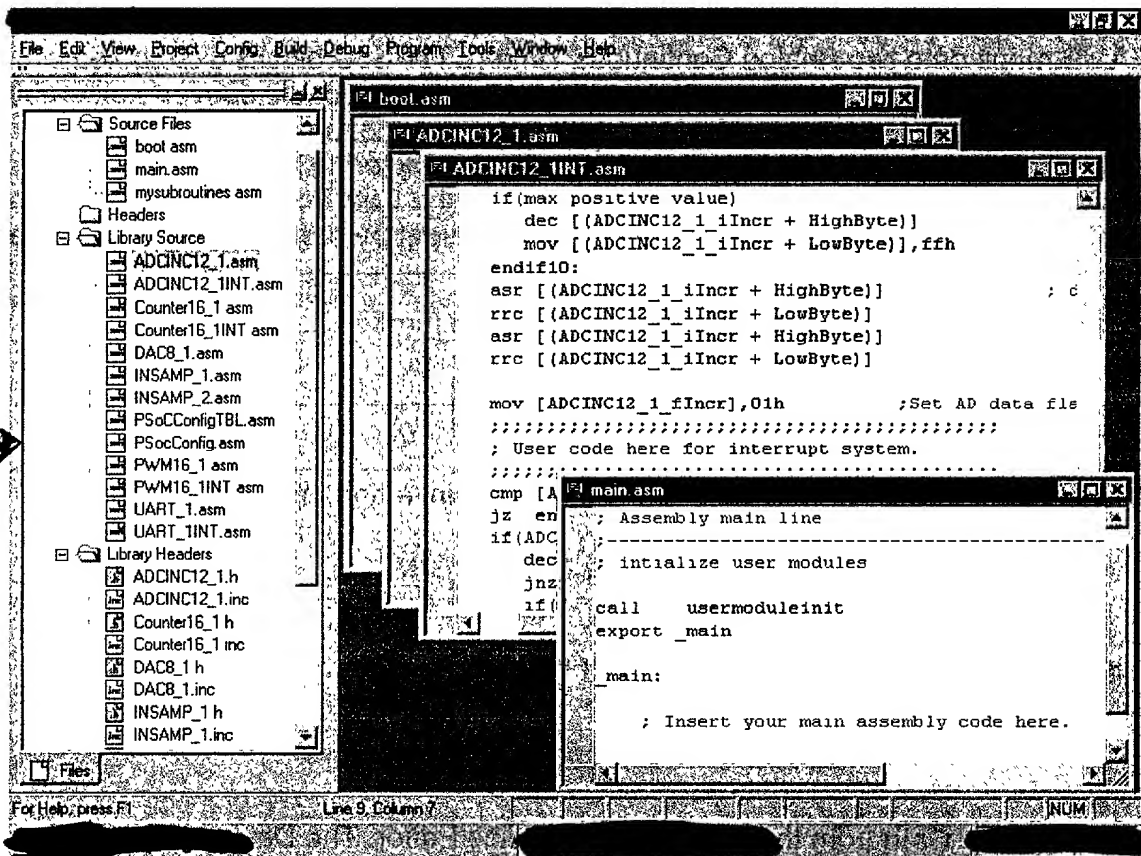 File Edit View Project Config Build Debug Program Tools Window Help
Source Files
boot asm
main.asm
mysubroutines asm
Headers
Library Source
ADCINC12_1.asm
ADCINC12_1INT.asm
Counter16_1 asm
Counter16_1INT asm
DAC8_1.asm
INSAMP_1.asm
INSAMP_2.asm
PSoCConfigTBL.asm
PSocConfig.asm
PWM16_1 asm
PWM16_1INT asm
UART_1.asm
UART_1INT.asm
Library Headers
ADCINC12_1.h
ADCINC12_1.inc
Counter16_1 h
Counter16_1 inc
DAC8_1 h
DAC8_1.inc
INSAMP_1 h
INSAMP_1.inc
Files
boot.asm
ADCINC12_1.asm
ADCINC12_1INT.asm
if(max positive value)
dec [(ADCINC12_1_iIncr + HighByte)]
mov [(ADCINC12_1_iIncr + LowByte)],ffh
endif10:
asr [(ADCINC12_1_iIncr + HighByte)] ; d
rrc [(ADCINC12_1_iIncr + LowByte)]
asr [(ADCINC12_1_iIncr + HighByte)]
rrc [(ADCINC12_1_iIncr + LowByte)]
mov [ADCINC12_1_fIncr],01h ;Set AD data fla
;;;;;;;;;;;;;;;;;;;;;;;;;;;;;;;;;;;;;;;;;;;;;
; User code here for interrupt system.
;;;;;;;;;;;;;;;;;;;;;;;;;;;;;;;;;;;;;;;;;;;;;
cmp [A
jz en
if(ADC
dec
jnz
if(
main.asm
; Assembly main line
;-----------------------------------------------------
; intialize user modules
call usermoduleinit
export _main
_main:
; Insert your main assembly code here.
For Help, press F1 Line 9, Column 7 NUM